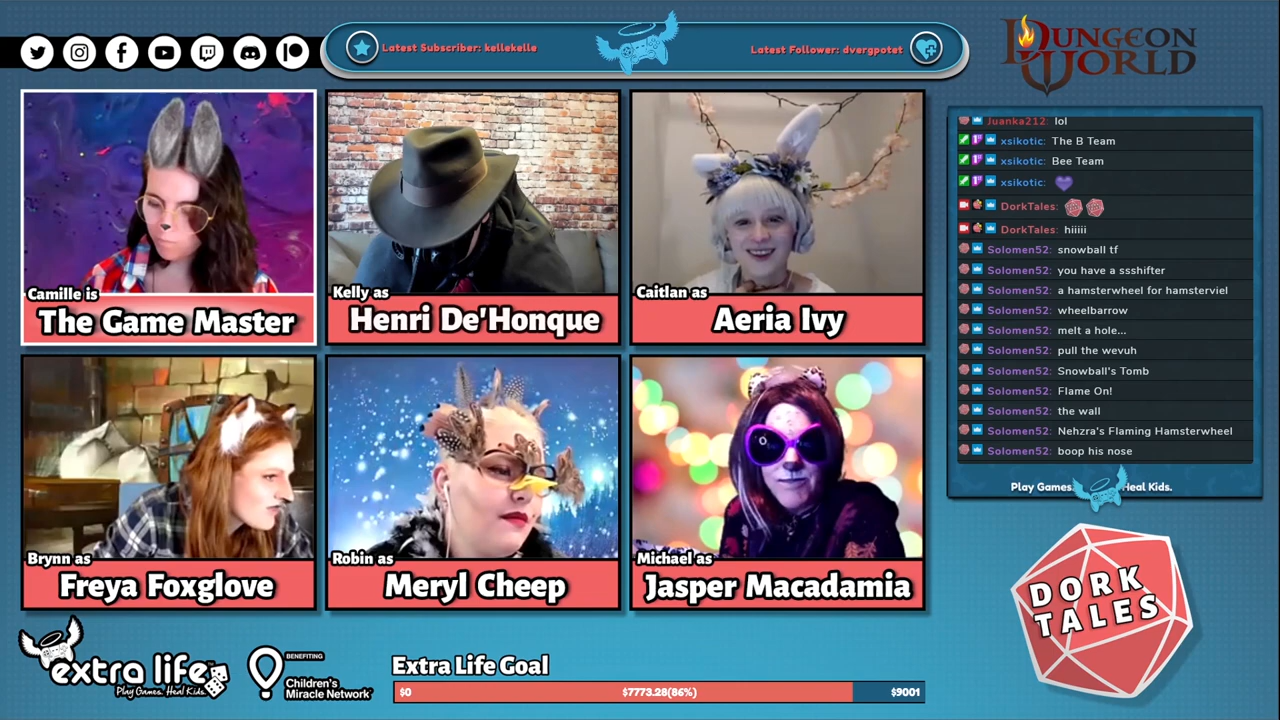 Latest Subscriber: kellekelle
Latest Follower: dvergpotet
DUNGEON
WORLD
Camille is
The Game Master
Kelly as
Henri De'Honque
Caitlan as
Aeria Ivy
Brynn as
Freya Foxglove
Robin as
Meryl Cheep
Michael as
Jasper Macadamia
Juanka212: lol
xsikotic: The B Team
xsikotic: Bee Team
xsikotic:
DorkTales:
DorkTales: hiiiii
Solomen52: snowball tf
Solomen52: you have a ssshifter
Solomen52: a hamsterwheel for hamsterviel
Solomen52: wheelbarrow
Solomen52: melt a hole...
Solomen52: pull the wevuh
Solomen52: Snowball's Tomb
Solomen52: Flame On!
Solomen52: the wall
Solomen52: Nehzra's Flaming Hamsterwheel
Solomen52: boop his nose
Play Games. Heal Kids.
DORK
TALES
extra life
Play Games. Heal Kids.
BENEFITING
Children's
Miracle Network
Extra Life Goal
$0 $7773.28(86%) $9001